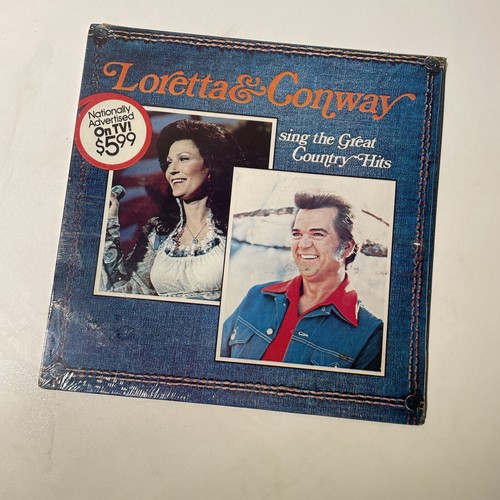 Loretta & Conway
sing the Great
Country Hits
Nationally
Advertised
On TV!
$5.99